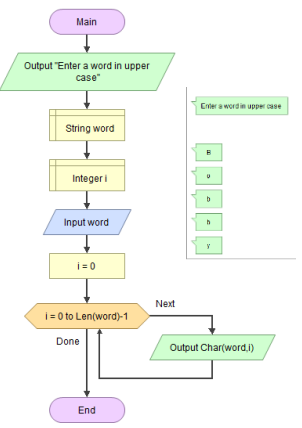 Main
Output "Enter a word in upper
case"
String word
Integer i
Input word
i = 0
i = 0 to Len(word)-1
Next
Done
Output Char(word,i)
End
Enter a word in upper case
B
o
b
b
y